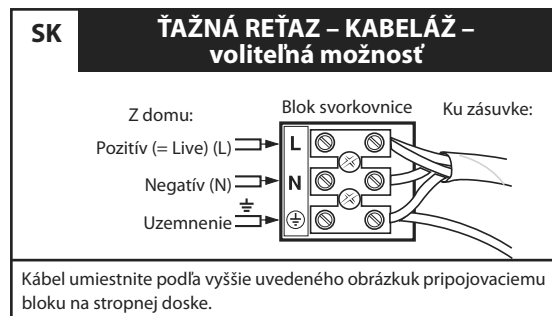 SK
ŤAŽNÁ REŤAZ – KABELÁŽ –
voliteľná možnosť
Z domu:
Blok svorkovnice
Ku zásuvke:
Pozitív (= Live) (L)
L
Negatív (N)
N
Uzemnenie
Kábel umiestnite podľa vyššie uvedeného obrázkuk pripojovaciemu
bloku na stropnej doske.